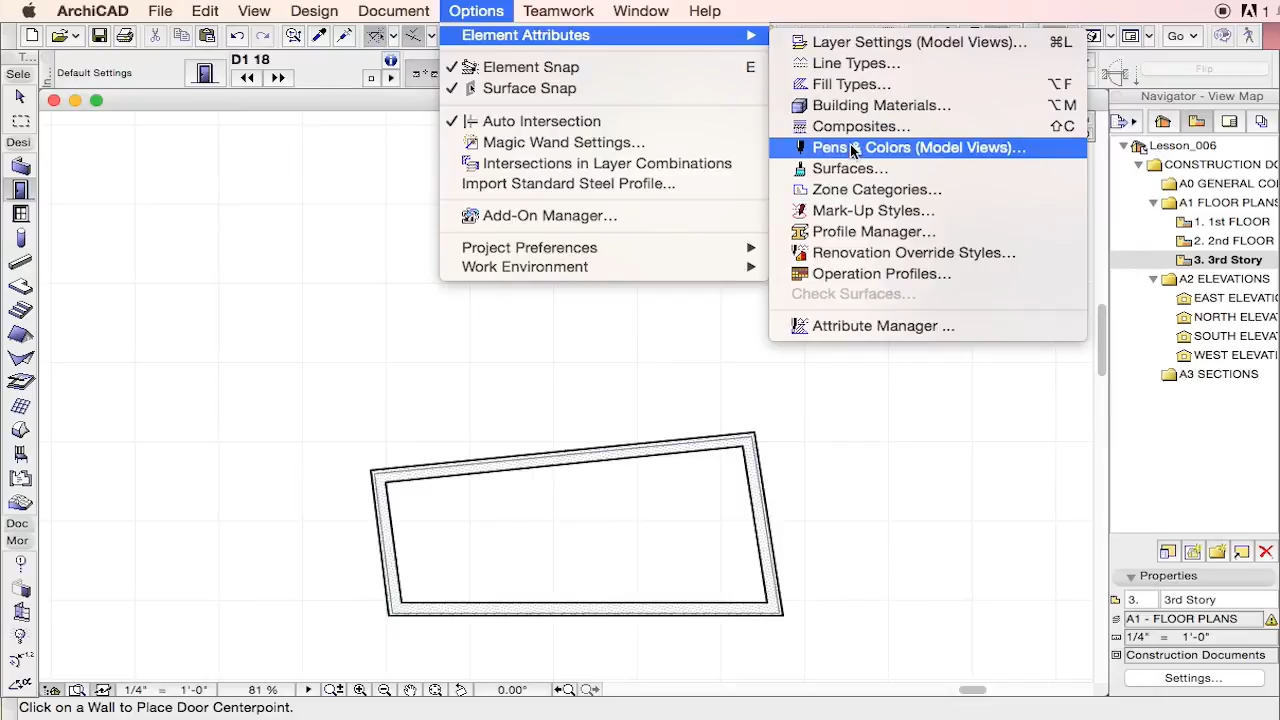 ArchiCAD File Edit View Design Document Options Teamwork Window Help
1
Go
T...
Sele
Default Settings
D1 18
Flip
Navigator - View Map
Desi
Doc
Mor
Element Attributes
Element Snap E
Surface Snap
Auto Intersection
Magic Wand Settings...
Intersections in Layer Combinations
Import Standard Steel Profile...
Add-On Manager...
Project Preferences
Work Environment
Layer Settings (Model Views)... ⌘L
Line Types...
Fill Types... ⌥F
Building Materials... ⌥M
Composites... ⇧C
Pens & Colors (Model Views)...
Surfaces...
Zone Categories...
Mark-Up Styles...
Profile Manager...
Renovation Override Styles...
Operation Profiles...
Check Surfaces...
Attribute Manager ...
Lesson_006
CONSTRUCTION DO
A0 GENERAL CO
A1 FLOOR PLANS
1. 1st FLOOR
2. 2nd FLOOR
3. 3rd Story
A2 ELEVATIONS
EAST ELEVATIO
NORTH ELEVA
SOUTH ELEVA
WEST ELEVATI
A3 SECTIONS
Properties
3. 3rd Story
A1 - FLOOR PLANS
1/4" = 1'-0"
Construction Documents
Settings...
1/4" = 1'-0" 81 % 0.00°
Click on a Wall to Place Door Centerpoint.